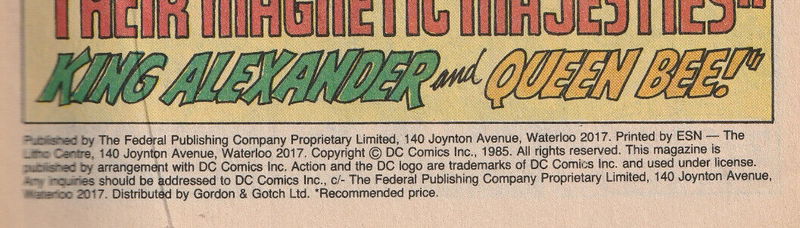 THEIR MAGNETIC MAJESTIES"
KING ALEXANDER and QUEEN BEE!"
Published by The Federal Publishing Company Proprietary Limited, 140 Joynton Avenue, Waterloo 2017. Printed by ESN — The
Litho Centre, 140 Joynton Avenue, Waterloo 2017. Copyright © DC Comics Inc., 1985. All rights reserved. This magazine is
published by arrangement with DC Comics Inc. Action and the DC logo are trademarks of DC Comics Inc. and used under license.
Any inquiries should be addressed to DC Comics Inc., c/- The Federal Publishing Company Proprietary Limited, 140 Joynton Avenue,
Waterloo 2017. Distributed by Gordon & Gotch Ltd. *Recommended price.